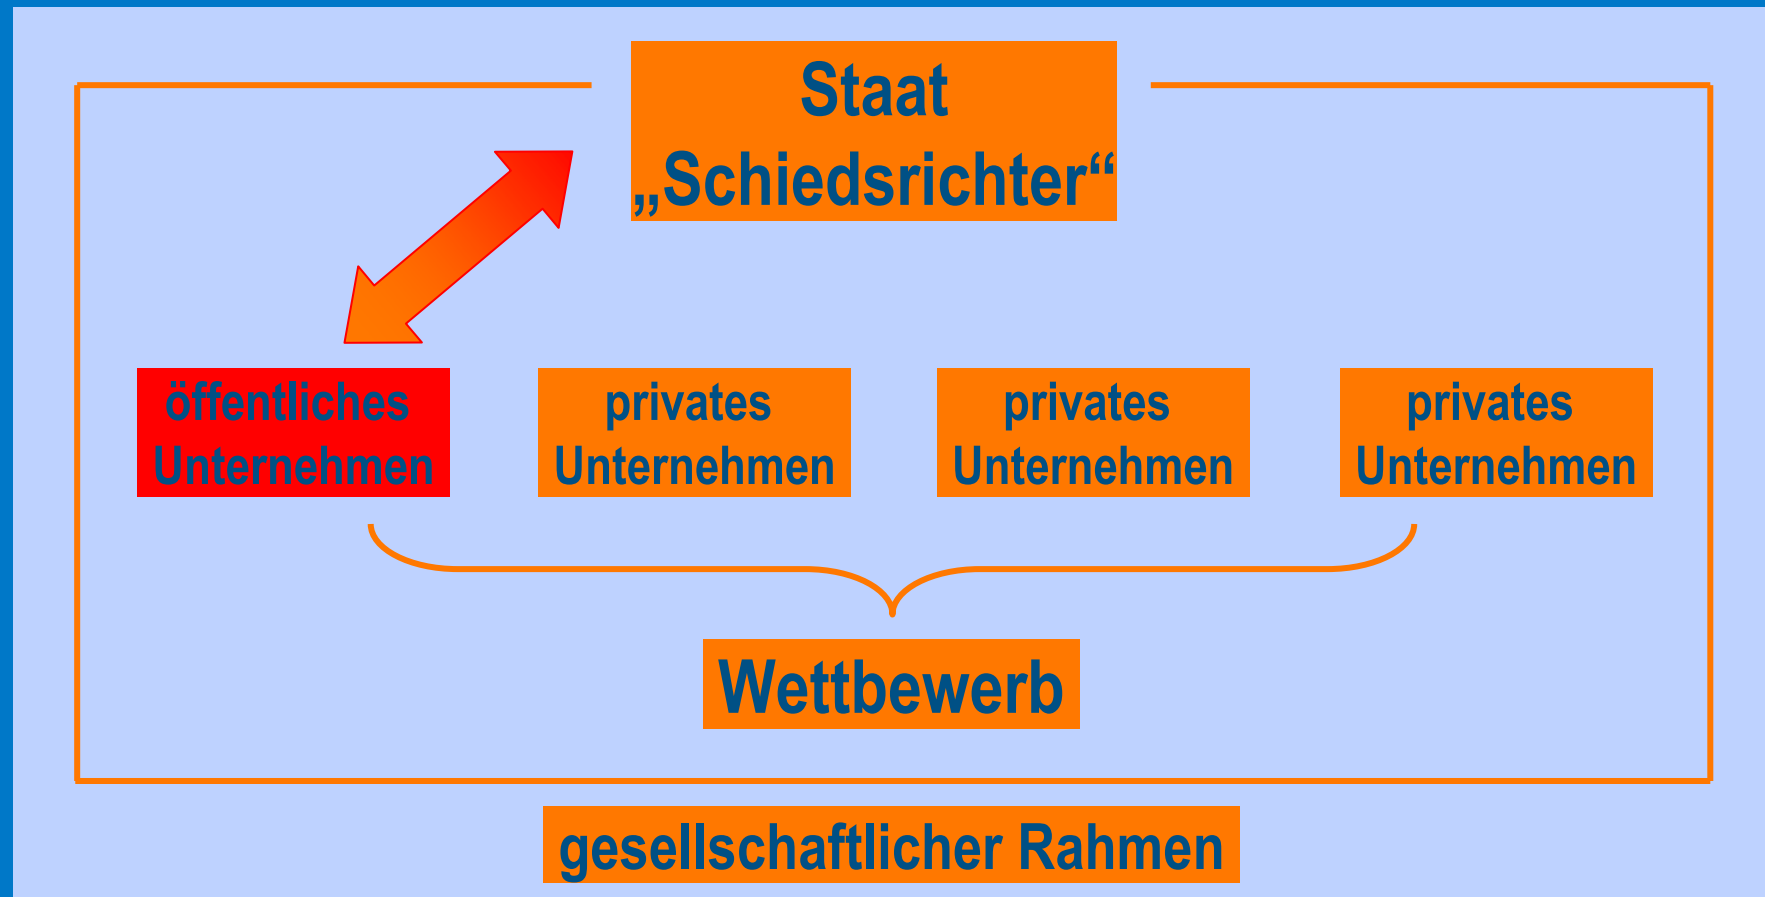 Staat
„Schiedsrichter“
öffentliches
Unternehmen
privates
Unternehmen
privates
Unternehmen
privates
Unternehmen
Wettbewerb
gesellschaftlicher Rahmen